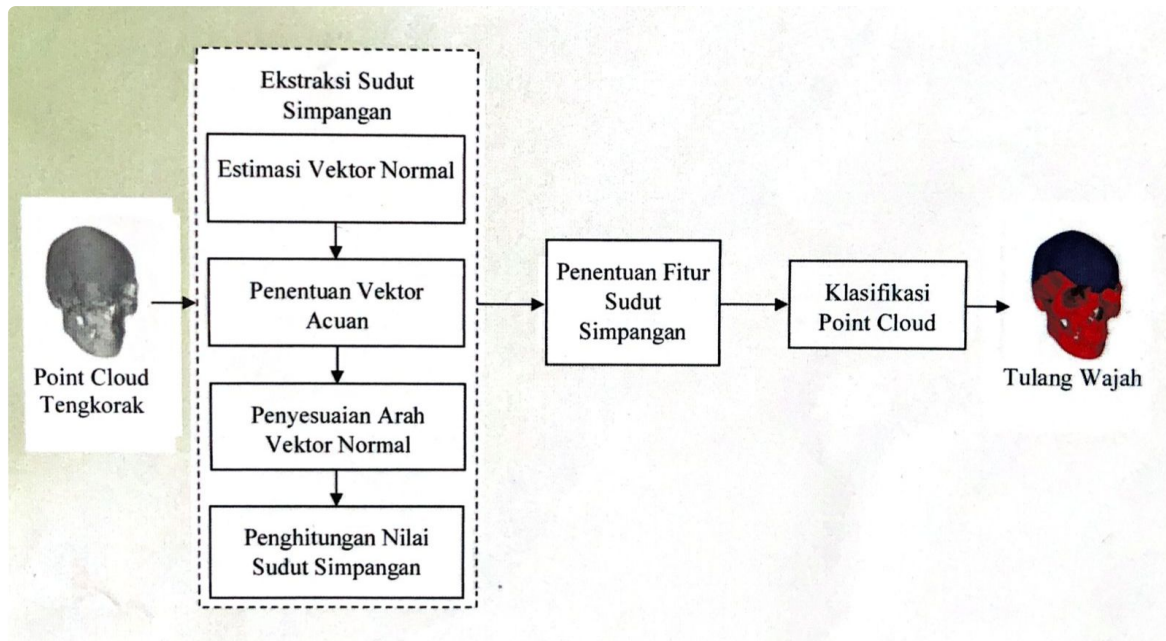 Ekstraksi Sudut
Simpangan
Estimasi Vektor Normal
Penentuan Vektor
Acuan
Penyesuaian Arah
Vektor Normal
Penghitungan Nilai
Sudut Simpangan
Point Cloud
Tengkorak
Penentuan Fitur
Sudut
Simpangan
Klasifikasi
Point Cloud
Tulang Wajah